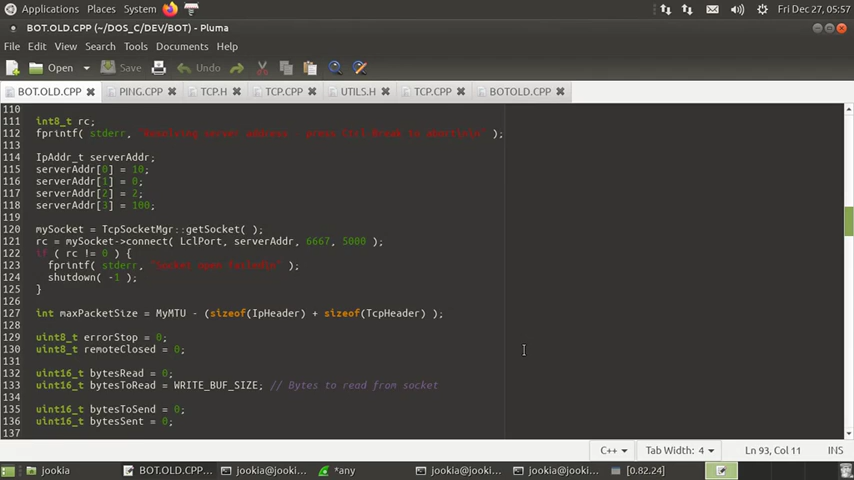 Applications Places System Fri Dec 27, 05:57
BOT.OLD.CPP (~/DOS_C/DEV/BOT) - Pluma
File Edit View Search Tools Documents Help
Open Save Undo
BOT.OLD.CPP PING.CPP TCP.H TCP.CPP UTILS.H TCP.CPP BOTOLD.CPP
110
111 int8_t rc;
112 fprintf( stderr, "Resolving server address - press Ctrl-Break to abort\n\n" );
113
114 IpAddr_t serverAddr;
115 serverAddr[0] = 10;
116 serverAddr[1] = 0;
117 serverAddr[2] = 2;
118 serverAddr[3] = 100;
119
120 mySocket = TcpSocketMgr::getSocket( );
121 rc = mySocket->connect( LclPort, serverAddr, 6667, 5000 );
122 if ( rc != 0 ) {
123 fprintf( stderr, "Socket open failed\n" );
124 shutdown( -1 );
125 }
126
127 int maxPacketSize = MyMTU - (sizeof(IpHeader) + sizeof(TcpHeader) );
128
129 uint8_t errorStop = 0;
130 uint8_t remoteClosed = 0;
131
132 uint16_t bytesRead = 0;
133 uint16_t bytesToRead = WRITE_BUF_SIZE; // Bytes to read from socket
134
135 uint16_t bytesToSend = 0;
136 uint16_t bytesSent = 0;
137
C++ Tab Width: 4 Ln 93, Col 11 INS
jookia BOT.OLD.CPP... jookia@jooki... *any jookia@jooki... jookia@jooki... [0.82.24]